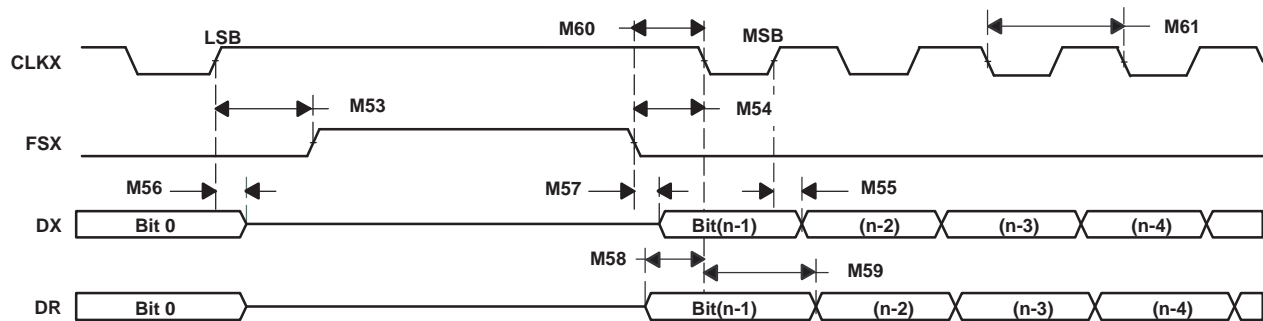 LSB
M60
MSB
M61
CLKX
M53
M54
FSX
M56
M57
M55
DX
Bit 0
Bit(n-1)
(n-2)
(n-3)
(n-4)
M58
M59
DR
Bit 0
Bit(n-1)
(n-2)
(n-3)
(n-4)